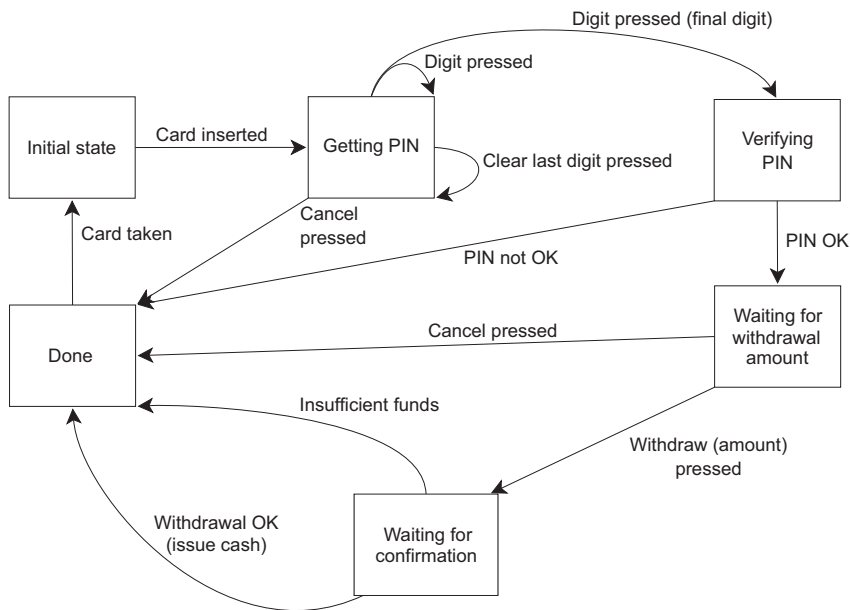 Digit pressed (final digit)
Digit pressed
Initial state
Card inserted
Getting PIN
Verifying
PIN
Clear last digit pressed
Cancel
pressed
Card taken
PIN not OK
PIN OK
Done
Cancel pressed
Waiting for
withdrawal
amount
Insufficient funds
Withdraw (amount)
pressed
Withdrawal OK
(issue cash)
Waiting for
confirmation